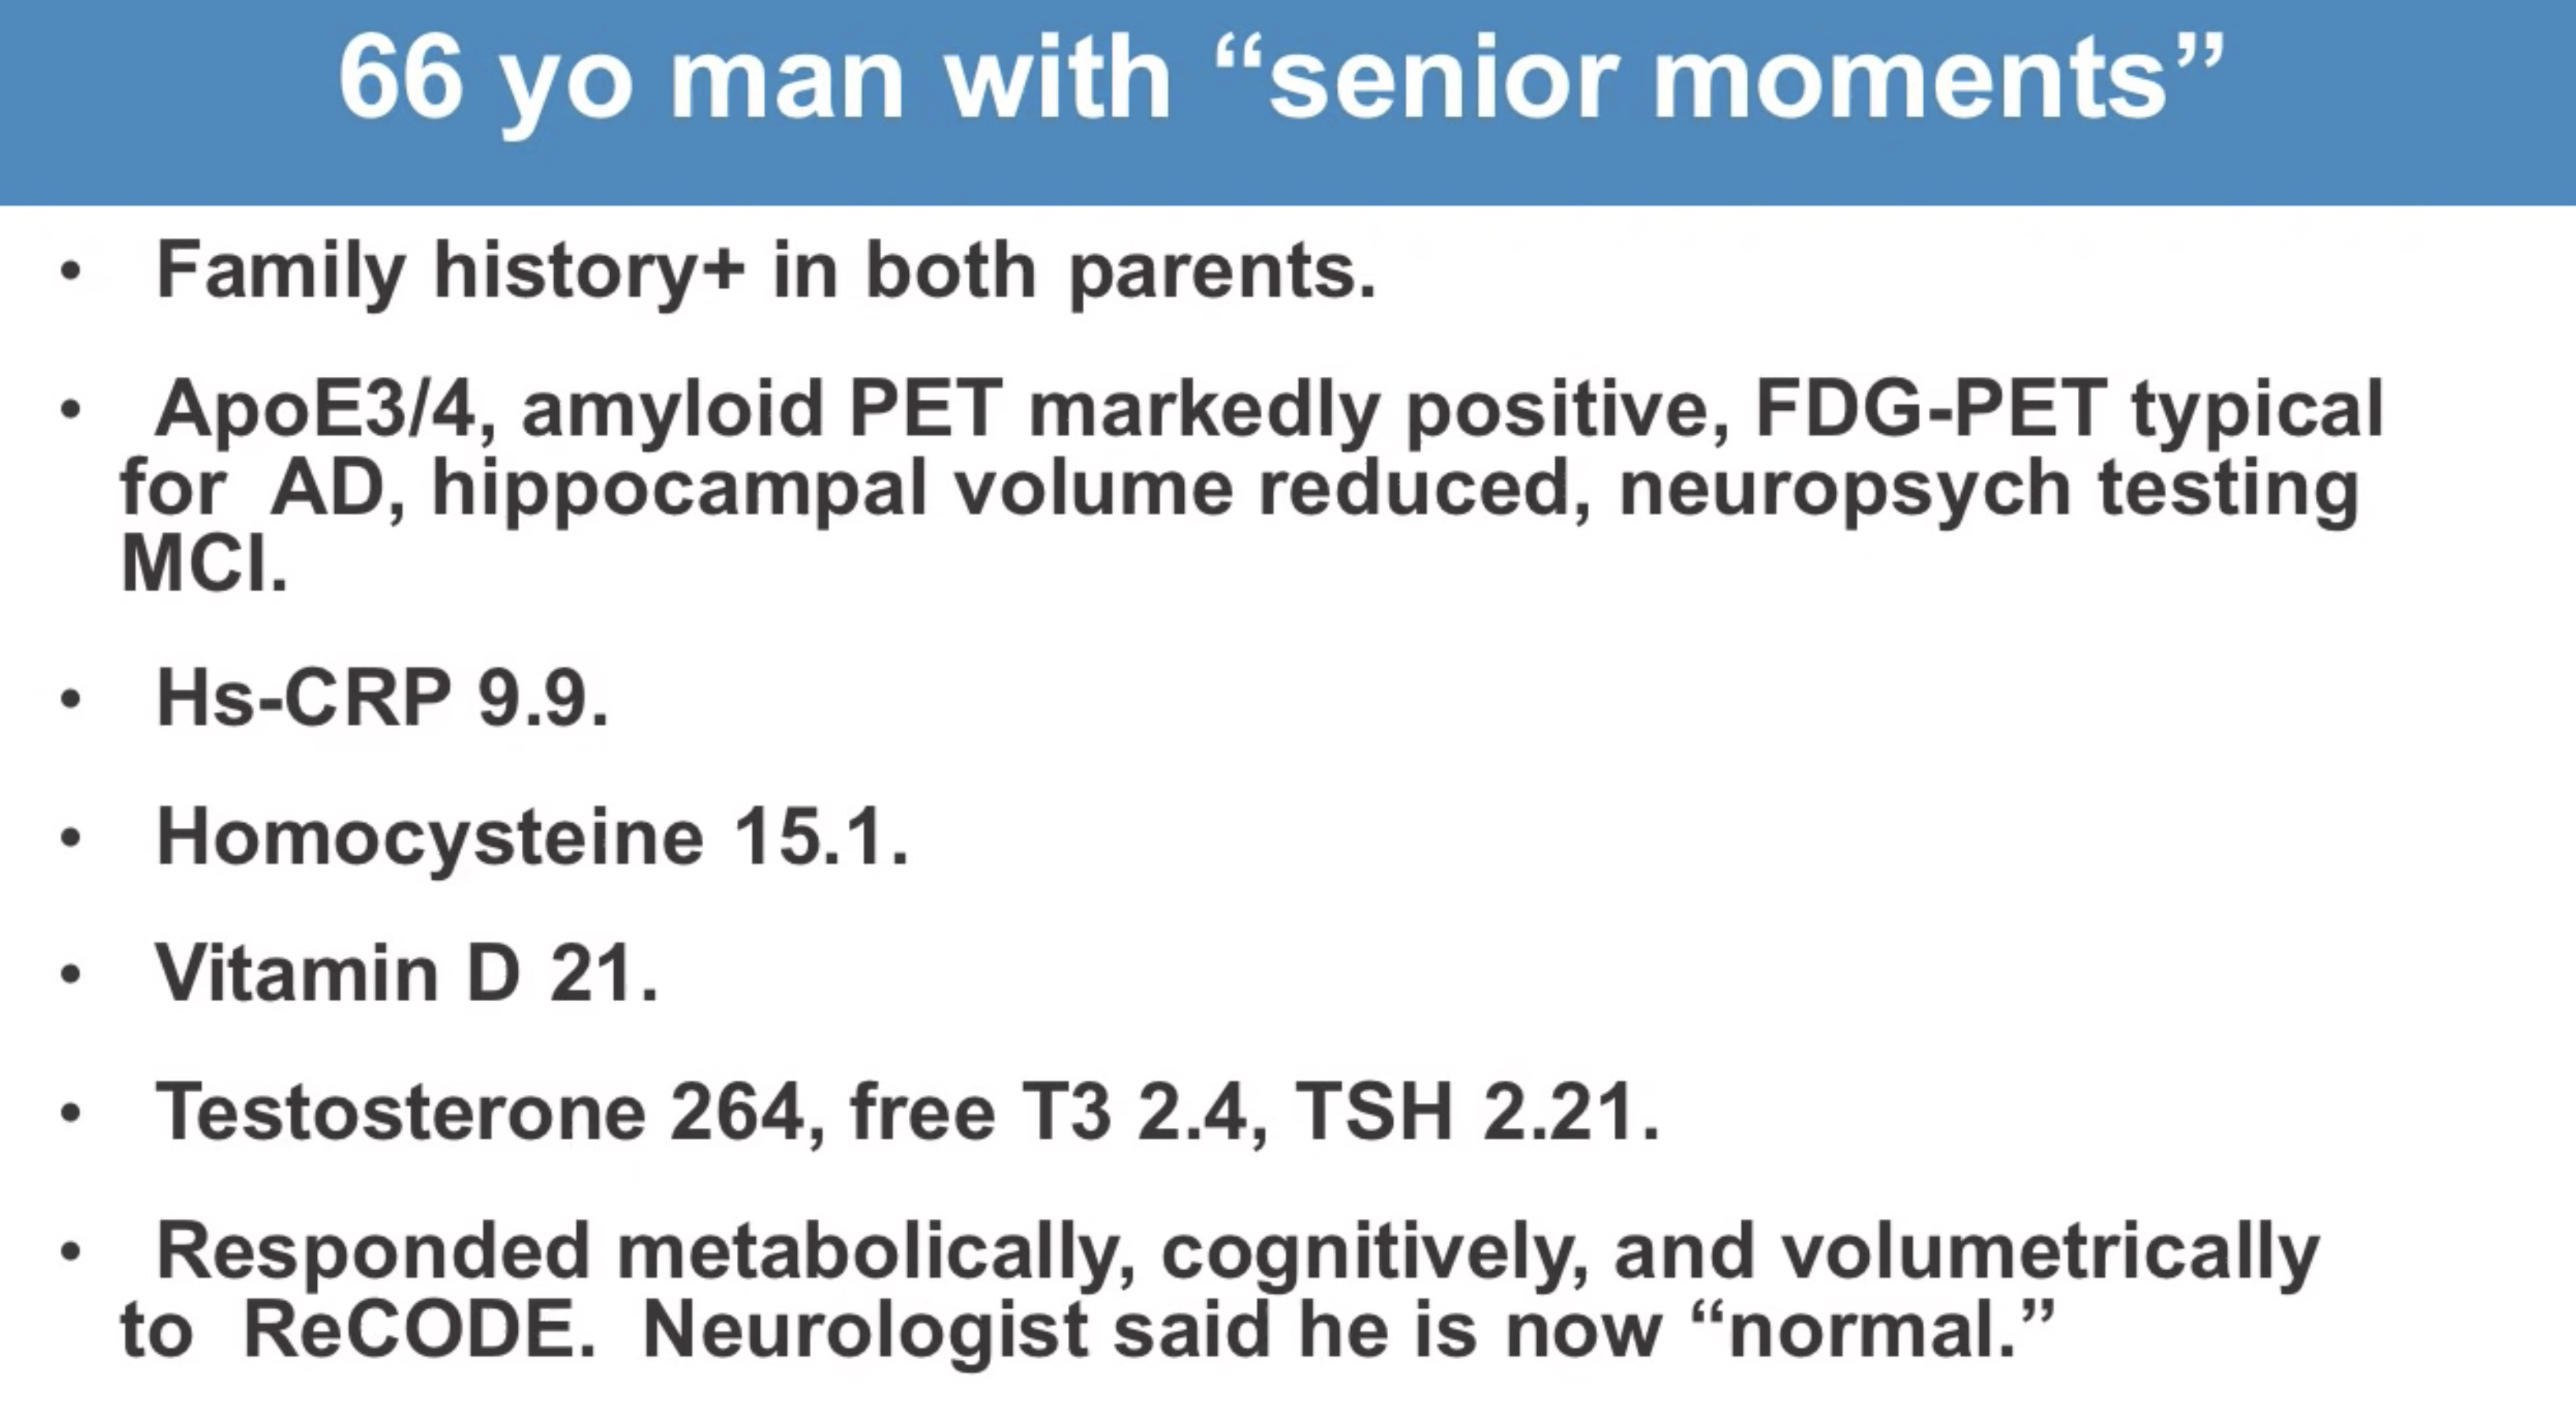 66 yo man with “senior moments”
• Family history+ in both parents.
• ApoE3/4, amyloid PET markedly positive, FDG-PET typical
for AD, hippocampal volume reduced, neuropsych testing
MCI.
• Hs-CRP 9.9.
• Homocysteine 15.1.
• Vitamin D 21.
• Testosterone 264, free T3 2.4, TSH 2.21.
• Responded metabolically, cognitively, and volumetrically
to ReCODE. Neurologist said he is now “normal.”